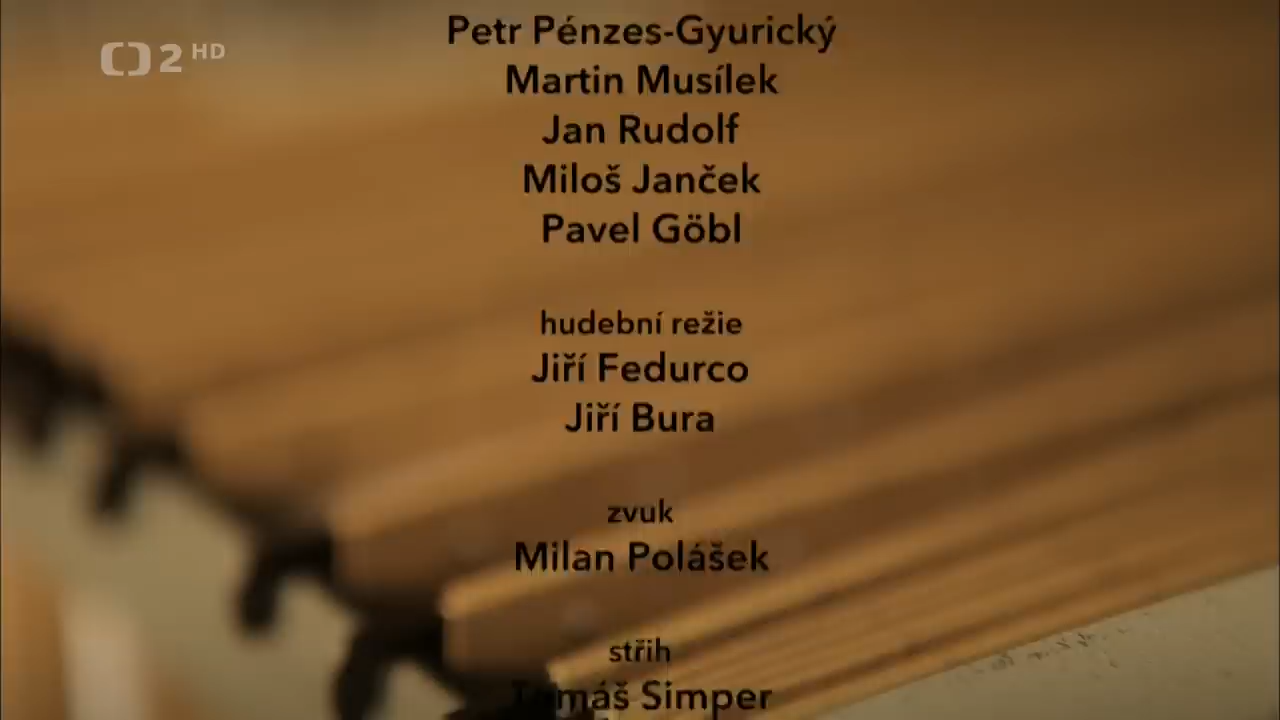 Petr Pénzes-Gyurický
2 HD
Martin Musílek
Jan Rudolf
Miloš Janček
Pavel Göbl
hudební režie
Jiří Fedurco
Jiří Bura
zvuk
Milan Polášek
střih
Tomáš Simper